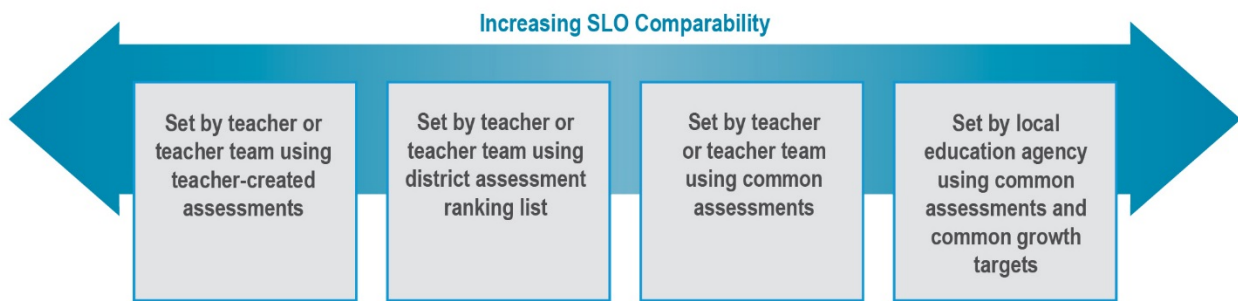 Increasing SLO Comparability
Set by teacher or
teacher team using
teacher-created
assessments
Set by teacher or
teacher team using
district assessment
ranking list
Set by teacher
or teacher team
using common
assessments
Set by local
education agency
using common
assessments and
common growth
targets